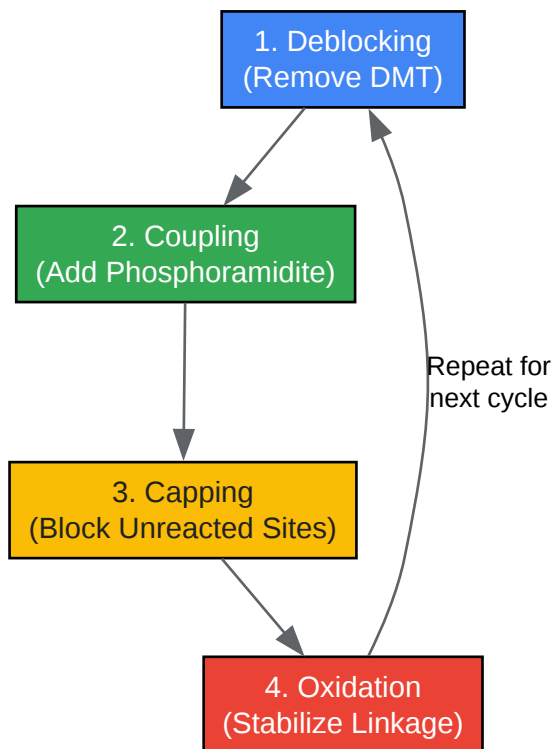 1. Deblocking
(Remove DMT)
2. Coupling
(Add Phosphoramidite)
Repeat for
next cycle
3. Capping
(Block Unreacted Sites)
4. Oxidation
(Stabilize Linkage)